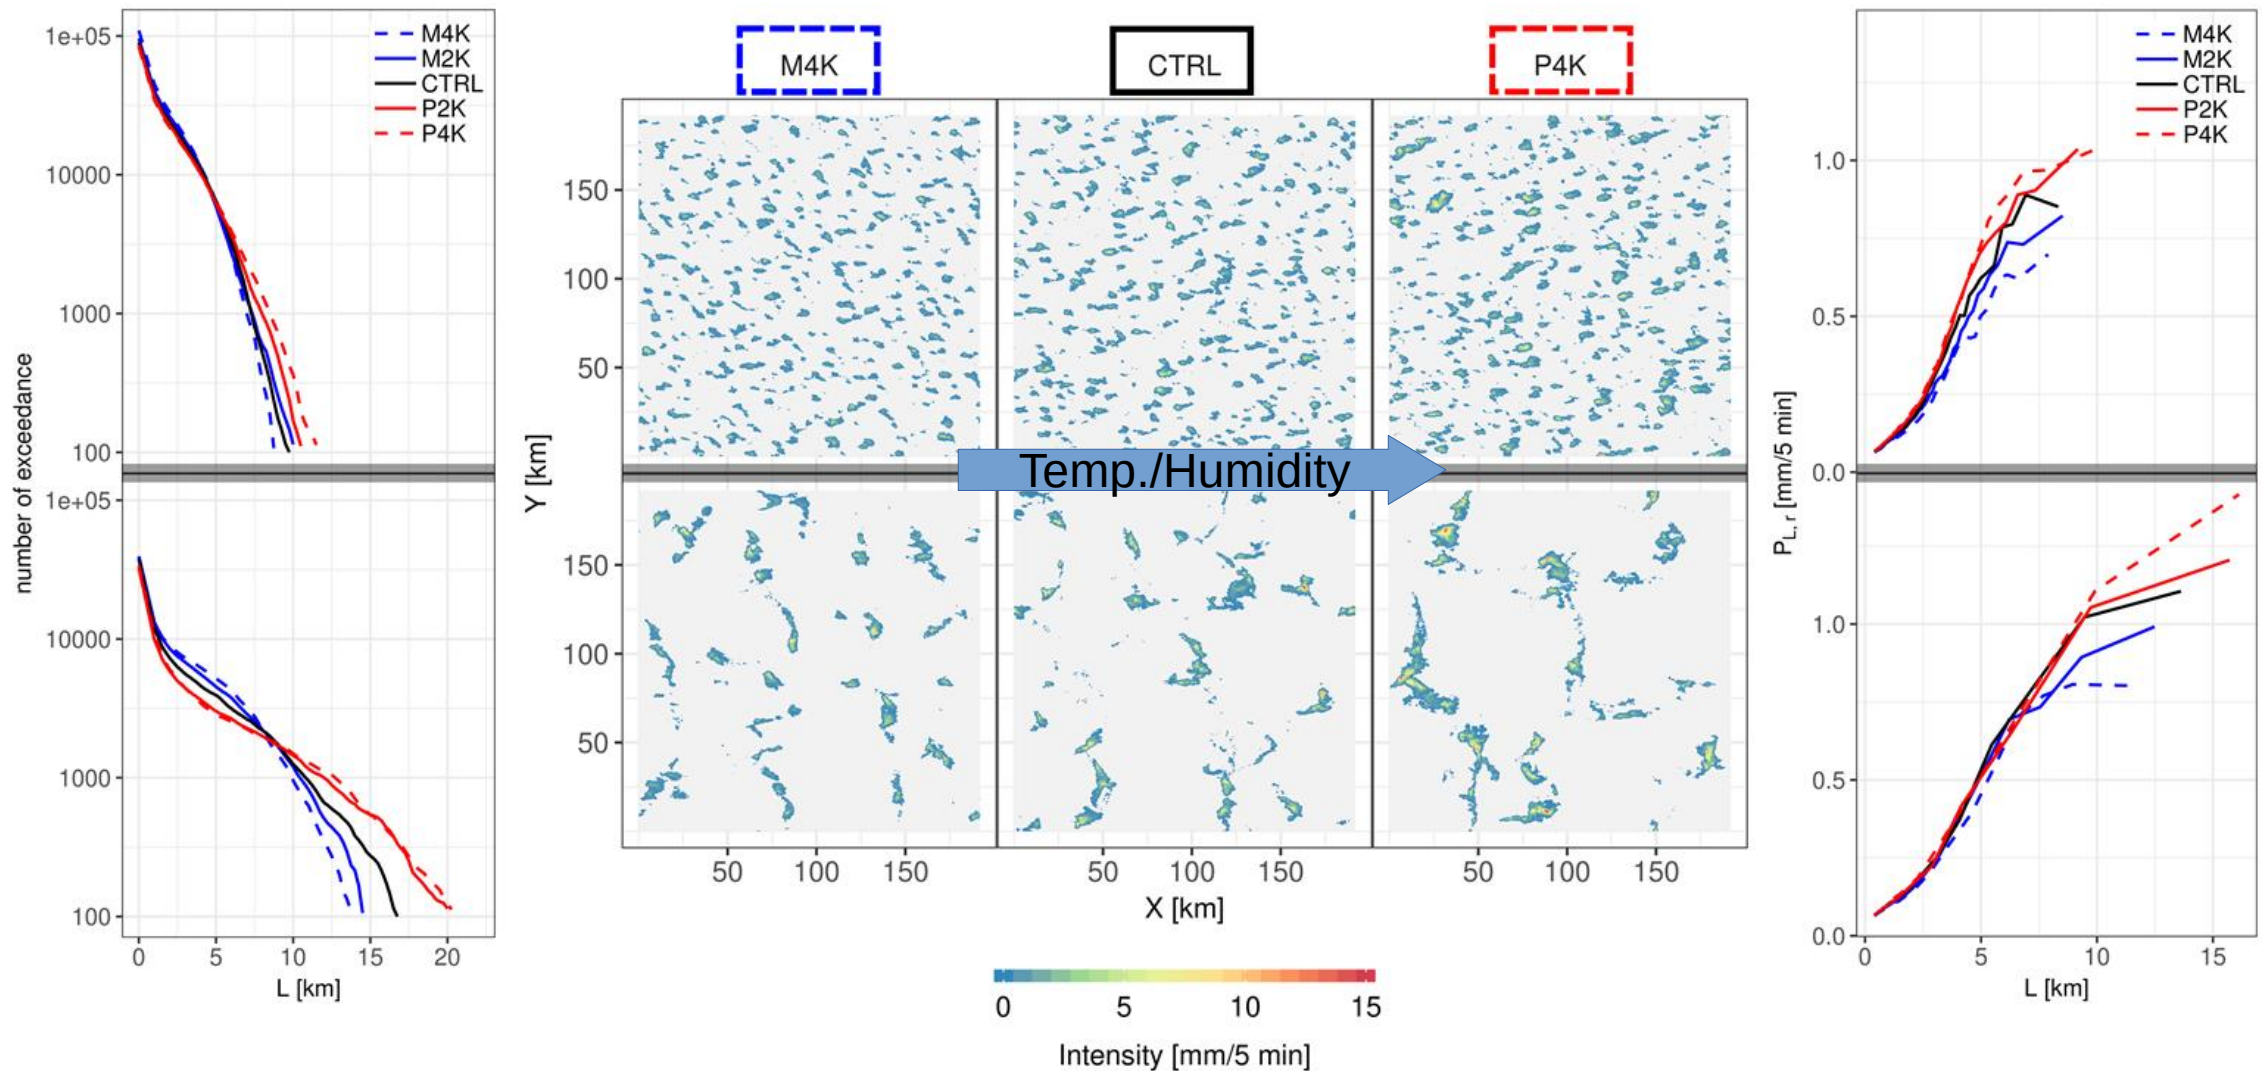 number of exceedance
1e+05
10000
1000
100
1e+05
10000
1000
100
0 5 10 15 20
L [km]
M4K
M2K
CTRL
P2K
P4K
M4K CTRL P4K
Y [km]
150
100
50
Temp./Humidity
150
100
50
50 100 150 50 100 150 50 100 150
X [km]
0 5 10 15
Intensity [mm/5 min]
P_L, r [mm/5 min]
1.0
0.5
0.0
1.0
0.5
0.0
0 5 10 15
L [km]
M4K
M2K
CTRL
P2K
P4K